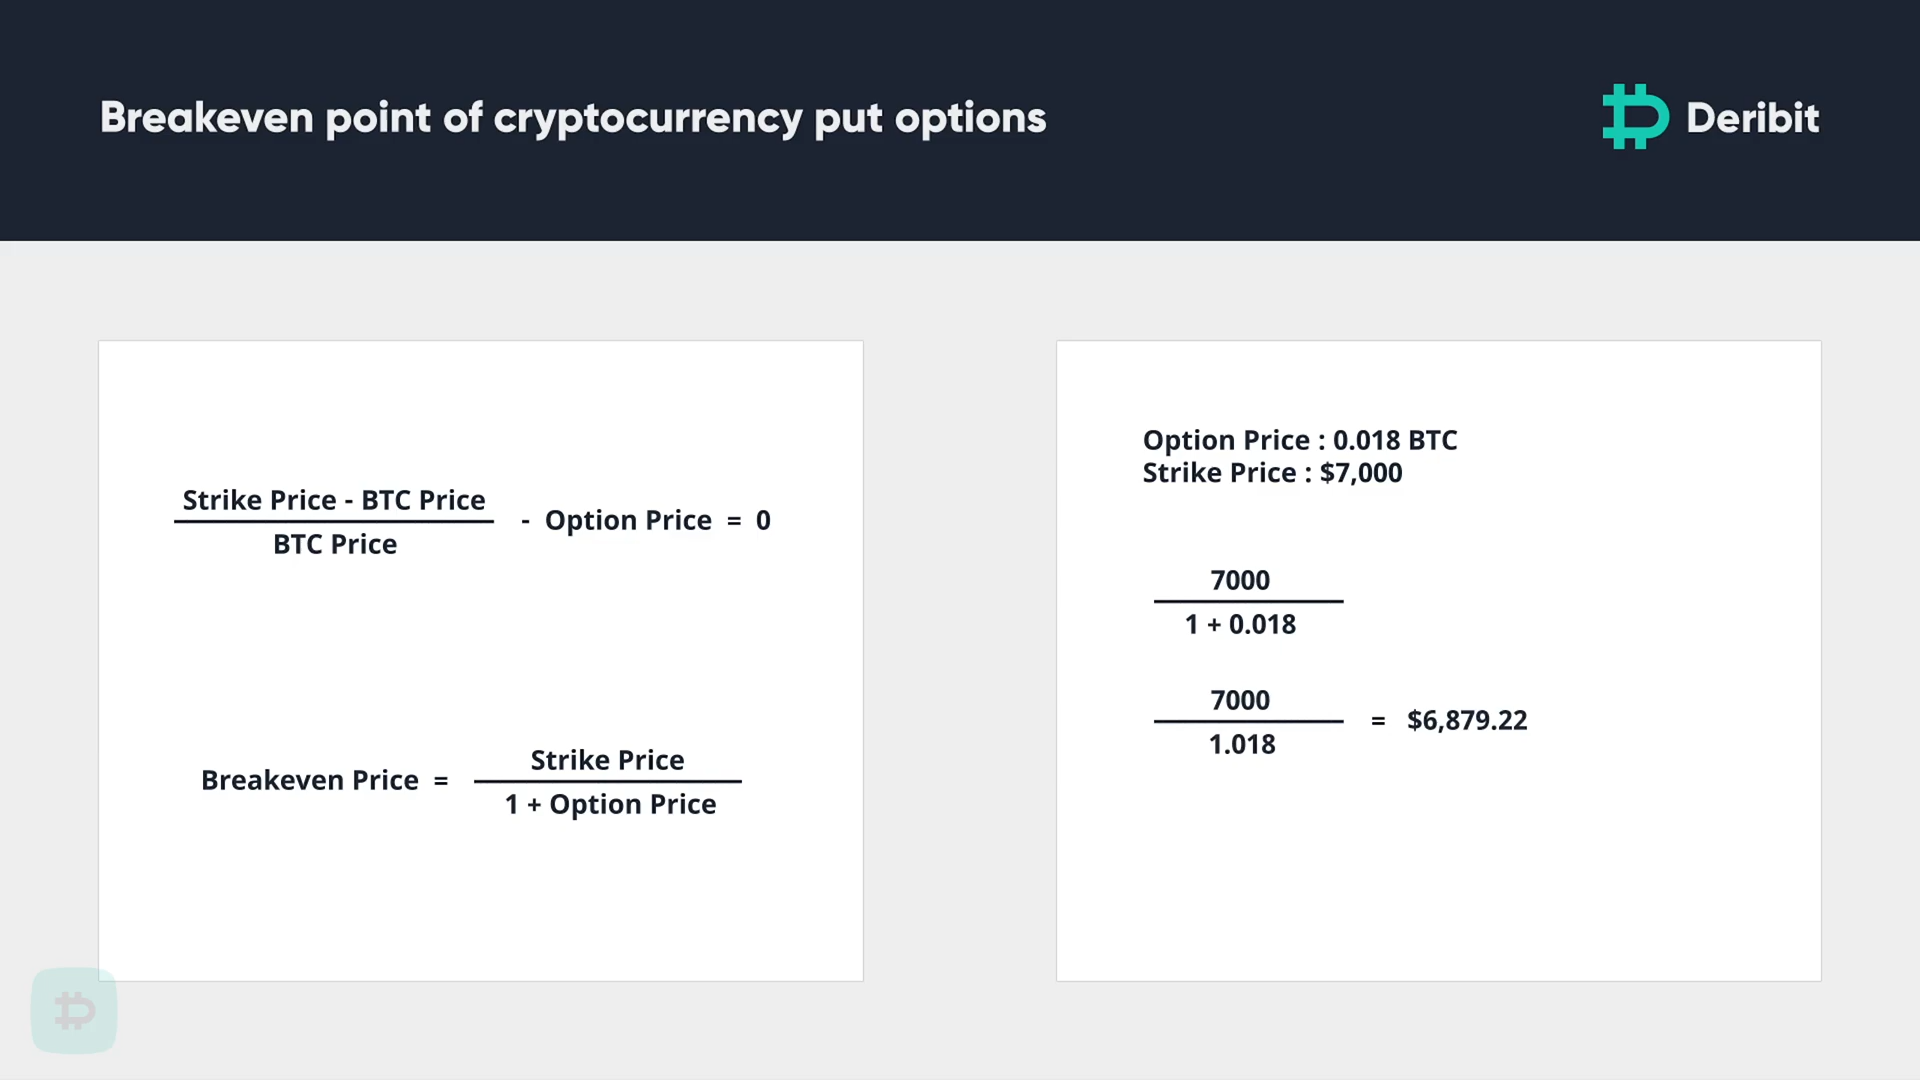 Breakeven point of cryptocurrency put options
Deribit
Strike Price - BTC Price
BTC Price
- Option Price = 0
Breakeven Price =
Strike Price
1 + Option Price
Option Price : 0.018 BTC
Strike Price : $7,000
7000
1 + 0.018
7000
1.018
= $6,879.22